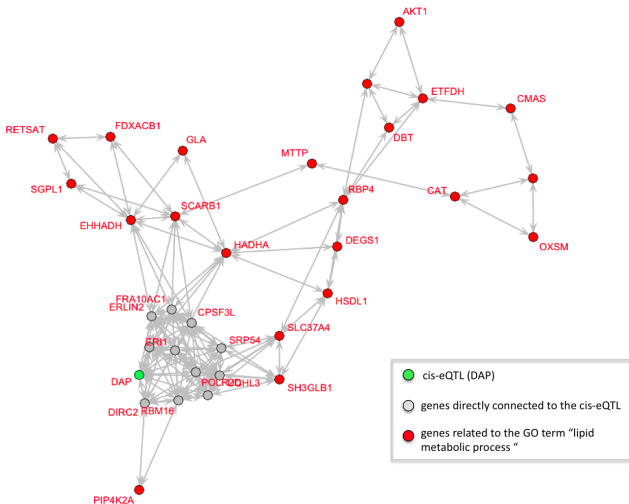 AKT1
ETFDH
CMAS
FDXACB1
RETSAT
GLA
DBT
MTTP
SGPL1
RBP4
CAT
SCARB1
EHHADH
DEGS1
HADHA
OXSM
FRA10AC1
HSDL1
ERLIN2
CPSF3L
SLC37A4
ERI1
SRP54
DAP
SH3GLB1
DIRC2
RBM16
PIP4K2A
cis-eQTL (DAP)
genes directly connected to the cis-eQTL
genes related to the GO term “lipid
metabolic process “